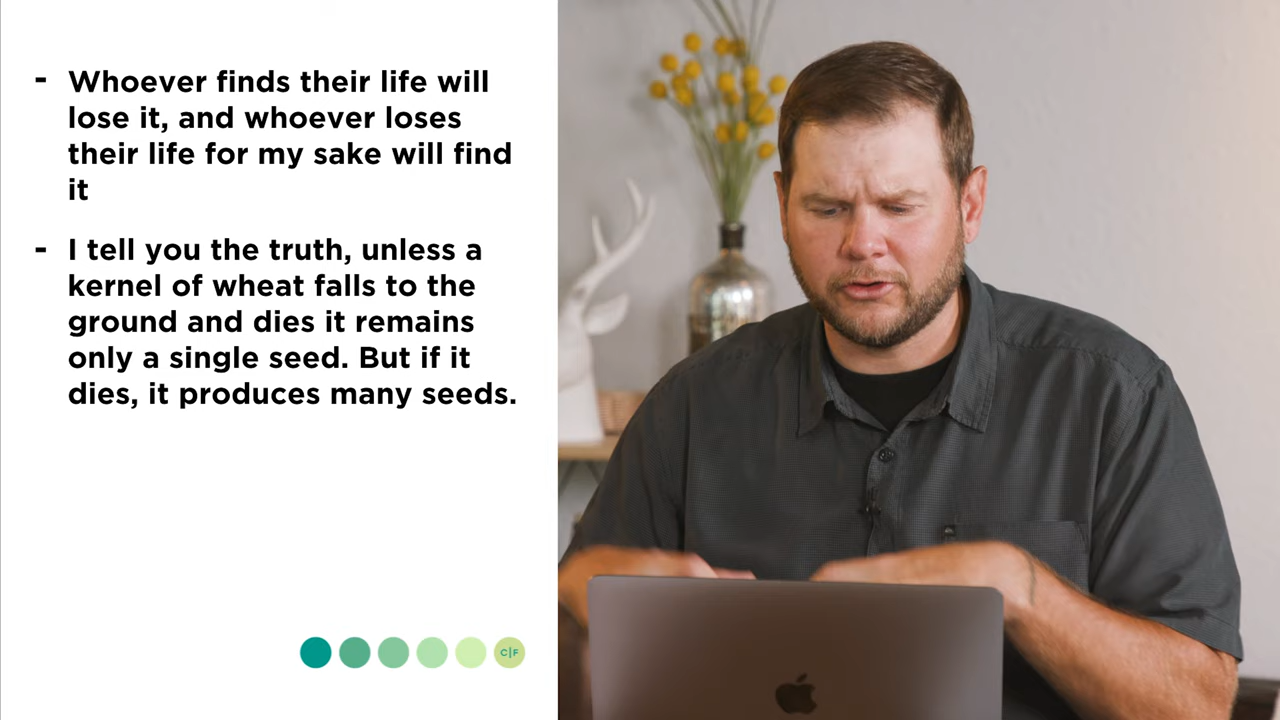 - Whoever finds their life will
lose it, and whoever loses
their life for my sake will find
it
- I tell you the truth, unless a
kernel of wheat falls to the
ground and dies it remains
only a single seed. But if it
dies, it produces many seeds.
C|F